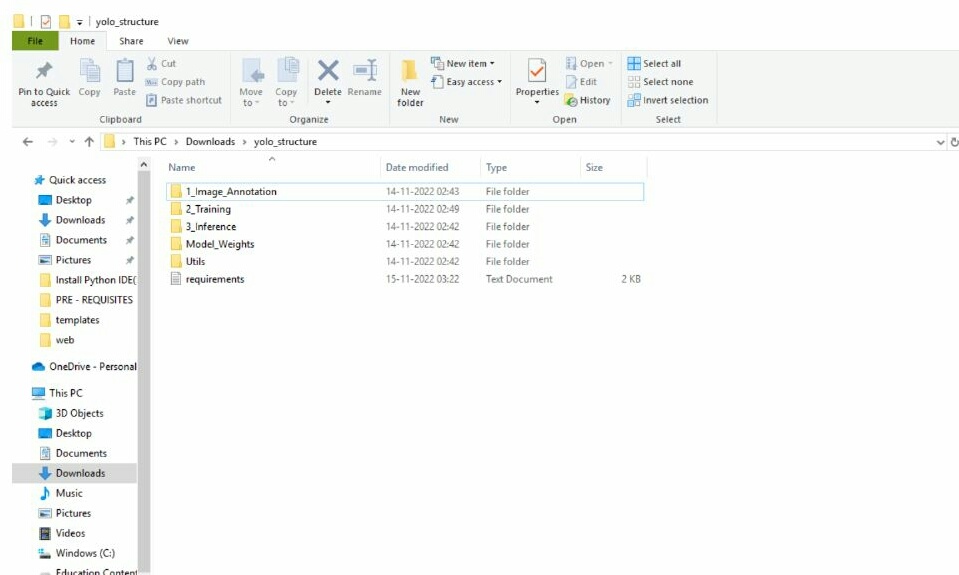 yolo_structure
File Home Share View
Pin to Quick access
Copy
Paste
Cut
Copy path
Paste shortcut
Clipboard
Move to
Copy to
Delete
Rename
Organize
New folder
New item
Easy access
New
Properties
Open
Edit
History
Open
Select all
Select none
Invert selection
Select
This PC > Downloads > yolo_structure
Quick access
Desktop
Downloads
Documents
Pictures
Install Python IDE(
PRE - REQUISITES
templates
web
OneDrive - Personal
This PC
3D Objects
Desktop
Documents
Downloads
Music
Pictures
Videos
Windows (C:)
Education Content
Name Date modified Type Size
1_Image_Annotation 14-11-2022 02:43 File folder
2_Training 14-11-2022 02:49 File folder
3_Inference 14-11-2022 02:42 File folder
Model_Weights 14-11-2022 02:42 File folder
Utils 14-11-2022 02:42 File folder
requirements 15-11-2022 03:22 Text Document 2 KB